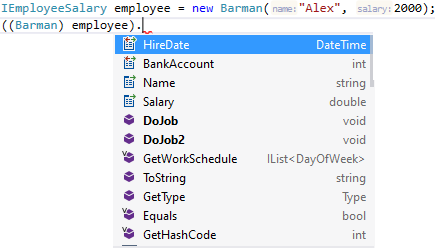 IEmployeeSalary employee = new Barman(name:"Alex", salary:2000);
((Barman) employee).
HireDate DateTime
BankAccount int
Name string
Salary double
DoJob void
DoJob2 void
GetWorkSchedule IList<DayOfWeek>
ToString string
GetType Type
Equals bool
GetHashCode int